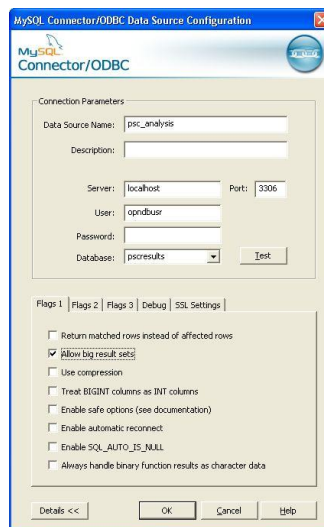 MySQL Connector/ODBC Data Source Configuration
MySQL
Connector/ODBC
Connection Parameters
Data Source Name: psc_analysis
Description:
Server: localhost Port: 3306
User: opndbusr
Password:
Database: pscresults Test
Flags 1 Flags 2 Flags 3 Debug SSL Settings
Return matched rows instead of affected rows
Allow big result sets
Use compression
Treat BIGINT columns as INT columns
Enable safe options (see documentation)
Enable automatic reconnect
Enable SQL_AUTO_IS_NULL
Always handle binary function results as character data
Details << OK Cancel Help